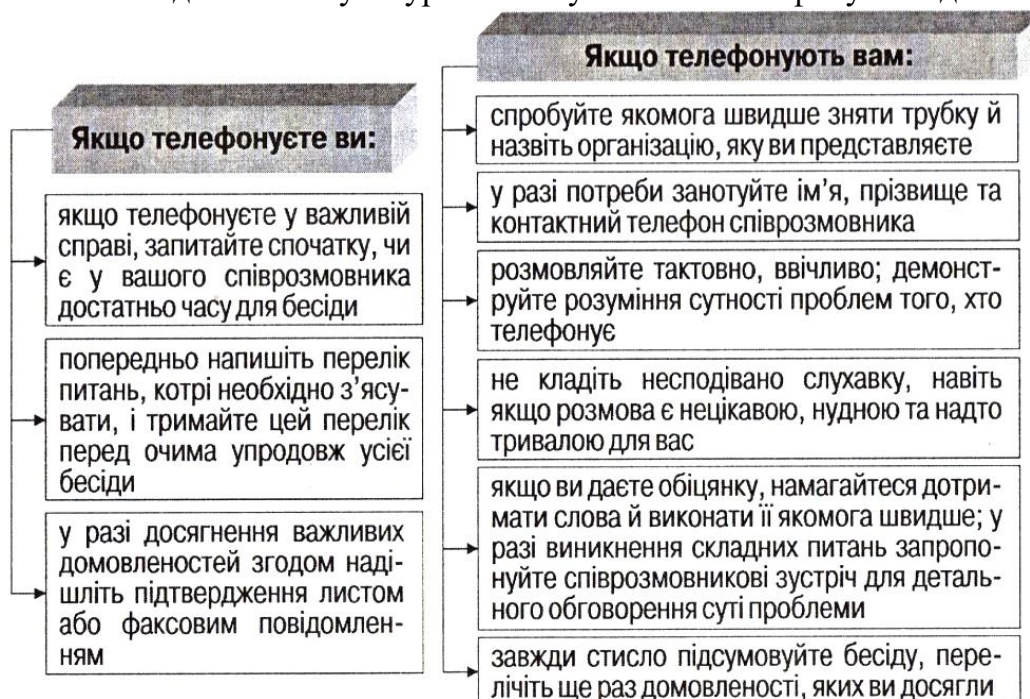 Якщо телефонуєте ви:
якщо телефонуєте у важливій
справі, запитайте спочатку, чи
є у вашого співрозмовника
достатньо часу для бесіди
попередньо напишіть перелік
питань, котрі необхідно з’ясу-
вати, і тримайте цей перелік
перед очима упродовж усієї
бесіди
у разі досягнення важливих
домовленостей згодом наді-
шліть підтвердження листом
або факсовим повідомлен-
ням
Якщо телефонують вам:
спробуйте якомога швидше зняти трубку й
назвіть організацію, яку ви представляєте
у разі потреби занотуйте ім’я, прізвище та
контактний телефон співрозмовника
розмовляйте тактовно, ввічливо; демонст-
руйте розуміння сутності проблем того, хто
телефонує
не кладіть несподівано слухавку, навіть
якщо розмова є нецікавою, нудною та надто
тривалою для вас
якщо ви даєте обіцянку, намагайтеся дотри-
мати слова й виконати її якомога швидше; у
разі виникнення складних питань запропо-
нуйте співрозмовникові зустріч для деталь-
ного обговорення суті проблеми
завжди стисло підсумовуйте бесіду, пере-
лічіть ще раз домовленості, яких ви досягли